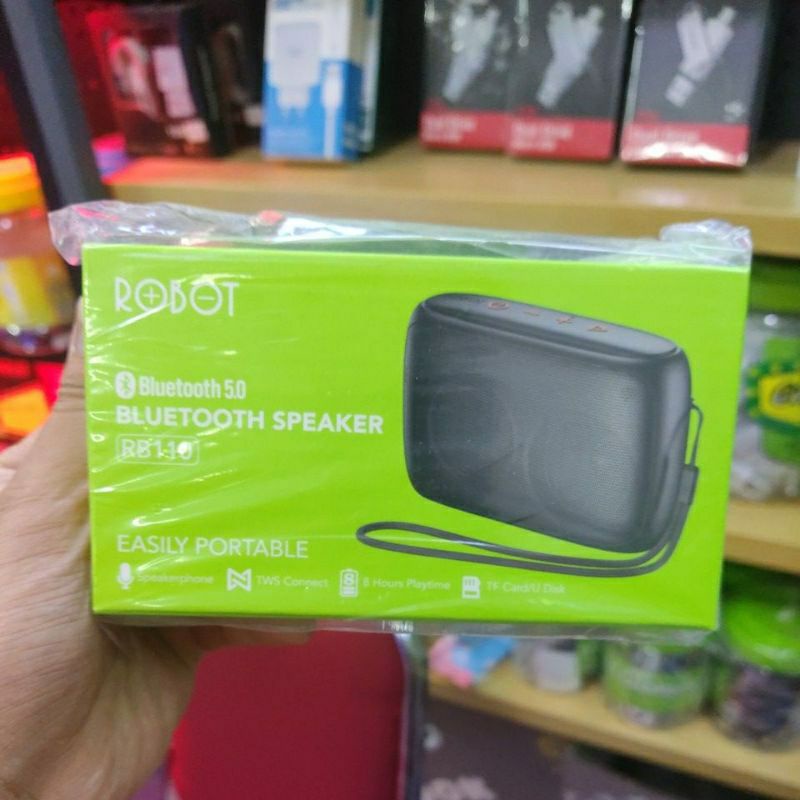 ROBOT
Bluetooth 5.0
BLUETOOTH SPEAKER
RB110
EASILY PORTABLE
Speakerphone
TWS Connect
8 Hours Playtime
TF Card/U Disk